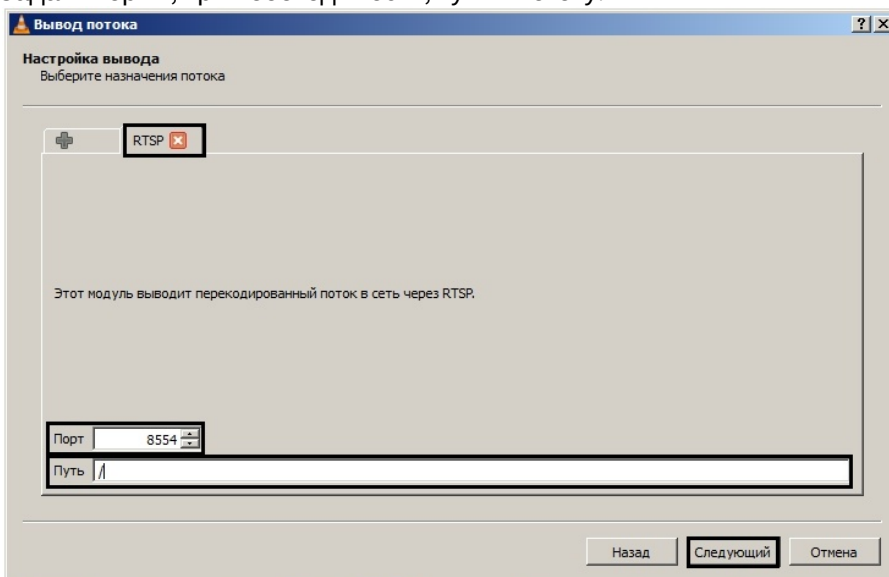 Вывод потока
Настройка вывода
Выберите назначения потока
RTSP
Этот модуль выводит перекодированный поток в сеть через RTSP.
Порт 8554
Путь /
Назад Следующий Отмена